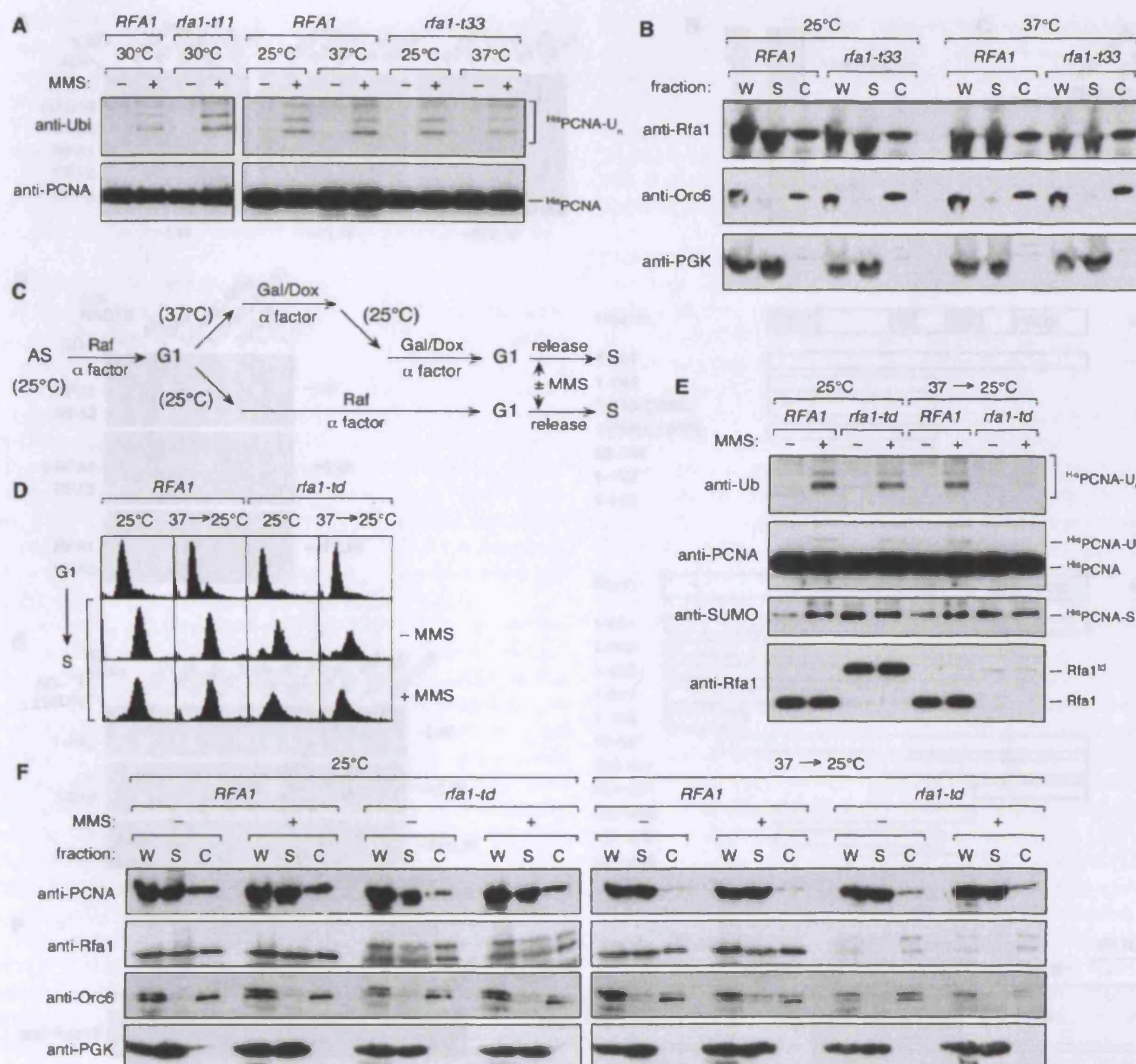 A
RFA1 rfa1-t11 RFA1 rfa1-t33
30°C 30°C 25°C 37°C 25°C 37°C
MMS: – + – + – + – + – + – +
anti-Ubi
HisPCNA-Un
anti-PCNA
HisPCNA
B
25°C 37°C
RFA1 rfa1-t33 RFA1 rfa1-t33
fraction: W S C W S C W S C W S C
anti-Rfa1
anti-Orc6
anti-PGK
C
Gal/Dox
(37°C) α factor (25°C)
Raf Gal/Dox release
AS G1 G1 S
α factor α factor
(25°C) ± MMS
(25°C) Raf G1 S
α factor release
D
RFA1 rfa1-td
25°C 37→25°C 25°C 37→25°C
G1
– MMS
S
+ MMS
E
25°C 37 → 25°C
RFA1 rfa1-td RFA1 rfa1-td
MMS: – + – + – + – +
anti-Ub
HisPCNA-U
anti-PCNA
HisPCNA-U
HisPCNA
anti-SUMO
HisPCNA-S
anti-Rfa1
Rfa1td
Rfa1
F
25°C 37 → 25°C
RFA1 rfa1-td RFA1 rfa1-td
MMS: – + – + – + – +
fraction: W S C W S C W S C W S C W S C W S C W S C W S C
anti-PCNA
anti-Rfa1
anti-Orc6
anti-PGK